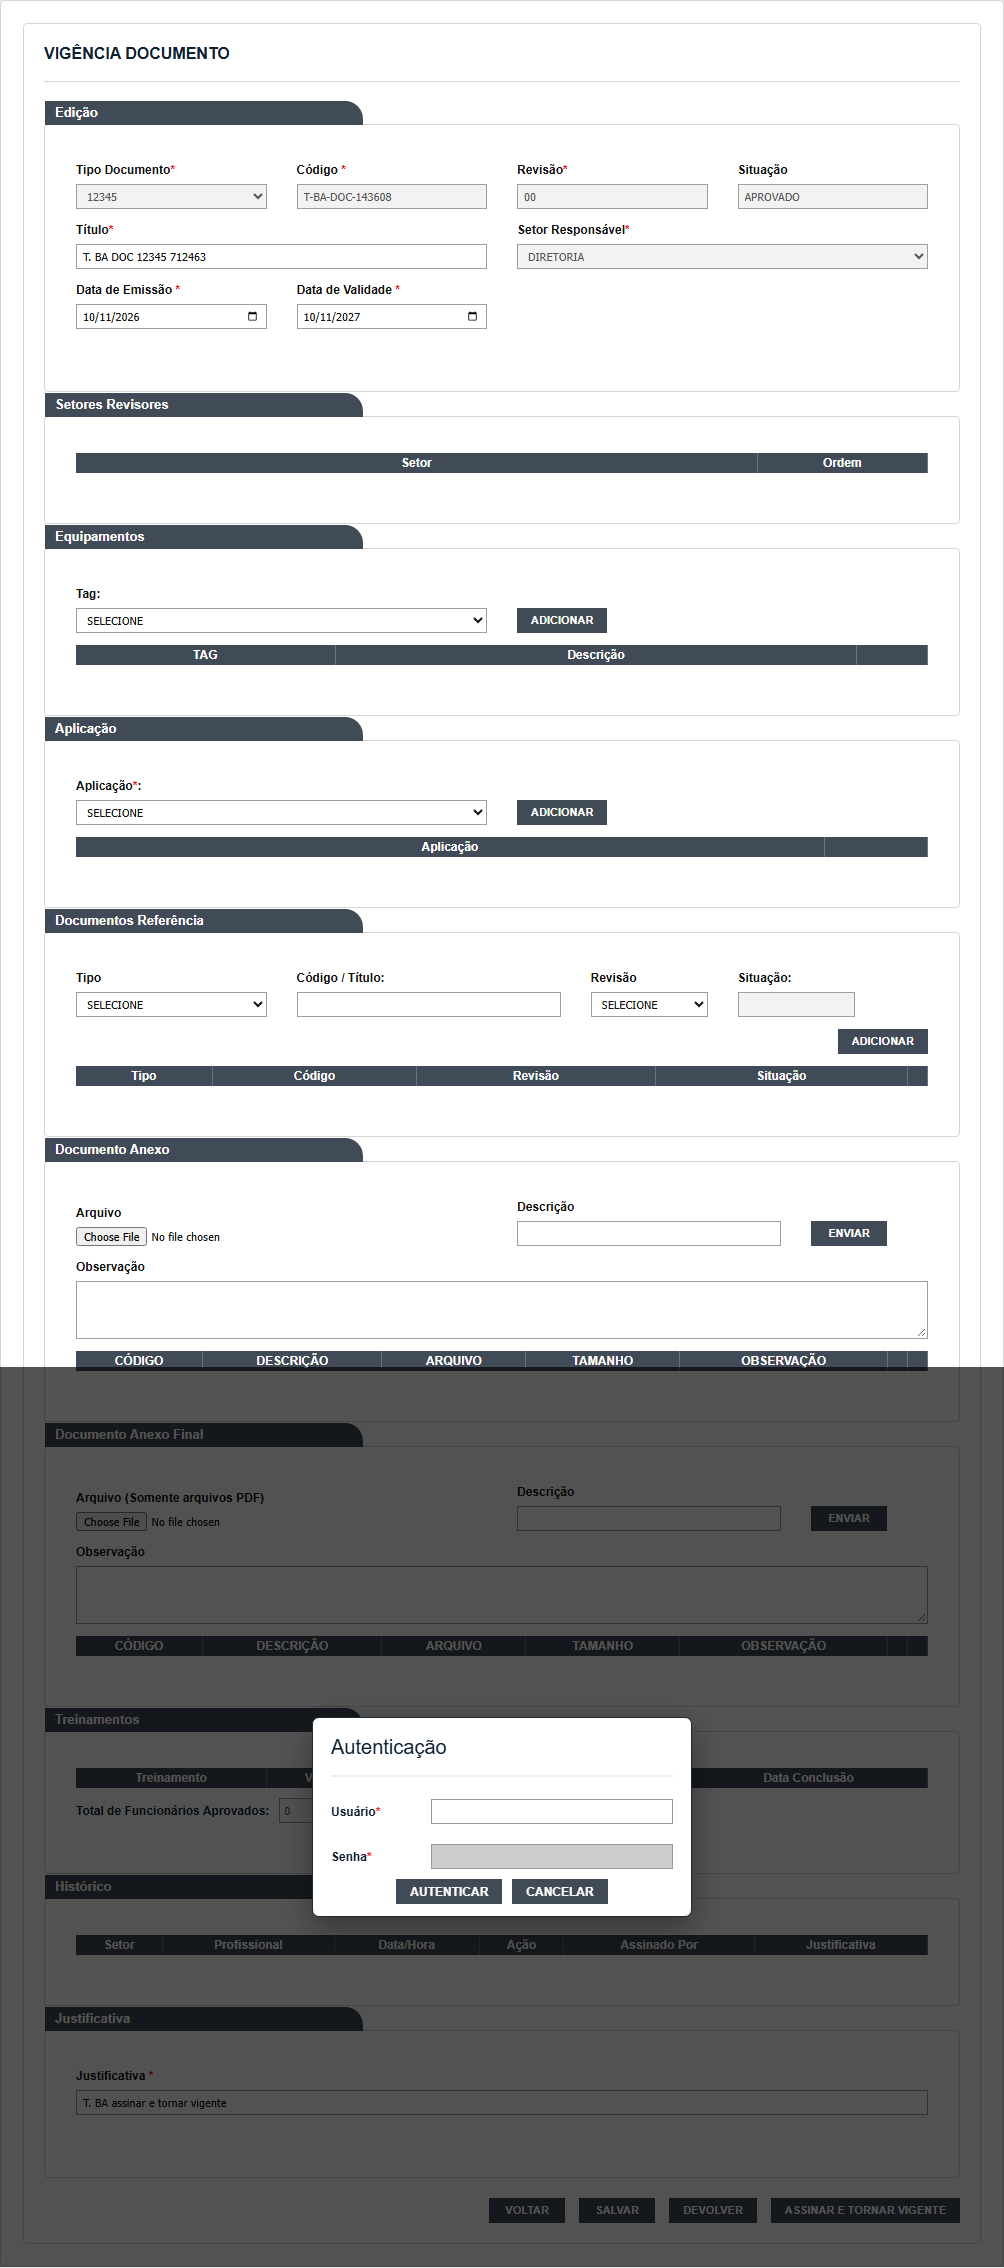 VIGÊNCIA DOCUMENTO
Edição
Tipo Documento* Código * Revisão* Situação
12345 T-BA-DOC-143608 00 APROVADO
Título* Setor Responsável*
T. BA DOC 12345 712463 DIRETORIA
Data de Emissão * Data de Validade *
10/11/2026 10/11/2027
Setores Revisores
Setor Ordem
Equipamentos
Tag:
SELECIONE ADICIONAR
TAG Descrição
Aplicação
Aplicação*:
SELECIONE ADICIONAR
Aplicação
Documentos Referência
Tipo Código / Título: Revisão Situação:
SELECIONE SELECIONE
ADICIONAR
Tipo Código Revisão Situação
Documento Anexo
Arquivo Descrição
Choose File No file chosen ENVIAR
Observação
CÓDIGO DESCRIÇÃO ARQUIVO TAMANHO OBSERVAÇÃO
Documento Anexo Final
Arquivo (Somente arquivos PDF) Descrição
Choose File No file chosen ENVIAR
Observação
CÓDIGO DESCRIÇÃO ARQUIVO TAMANHO OBSERVAÇÃO
Treinamentos
Treinamento V Data Conclusão
Total de Funcionários Aprovados: 0
Autenticação
Usuário*
Senha*
AUTENTICAR CANCELAR
Histórico
Setor Profissional Data/Hora Ação Assinado Por Justificativa
Justificativa
Justificativa *
T. BA assinar e tornar vigente
VOLTAR SALVAR DEVOLVER ASSINAR E TORNAR VIGENTE